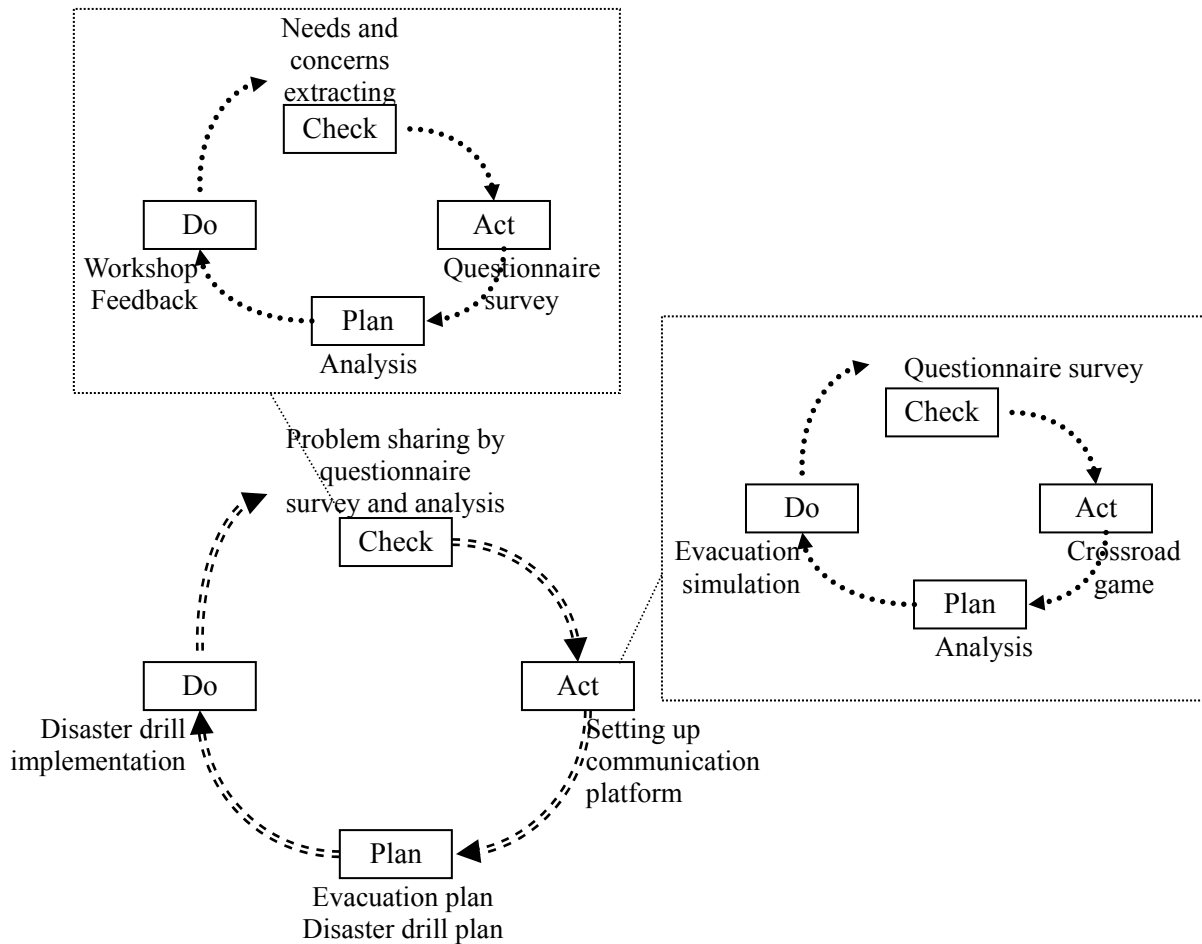 Needs and
concerns
extracting
Check
Do
Act
Workshop
Feedback
Questionnaire
survey
Plan
Analysis
Questionnaire survey
Check
Do
Act
Evacuation
simulation
Crossroad
game
Plan
Analysis
Problem sharing by
questionnaire
survey and analysis
Check
Do
Act
Disaster drill
implementation
Setting up
communication
platform
Plan
Evacuation plan
Disaster drill plan